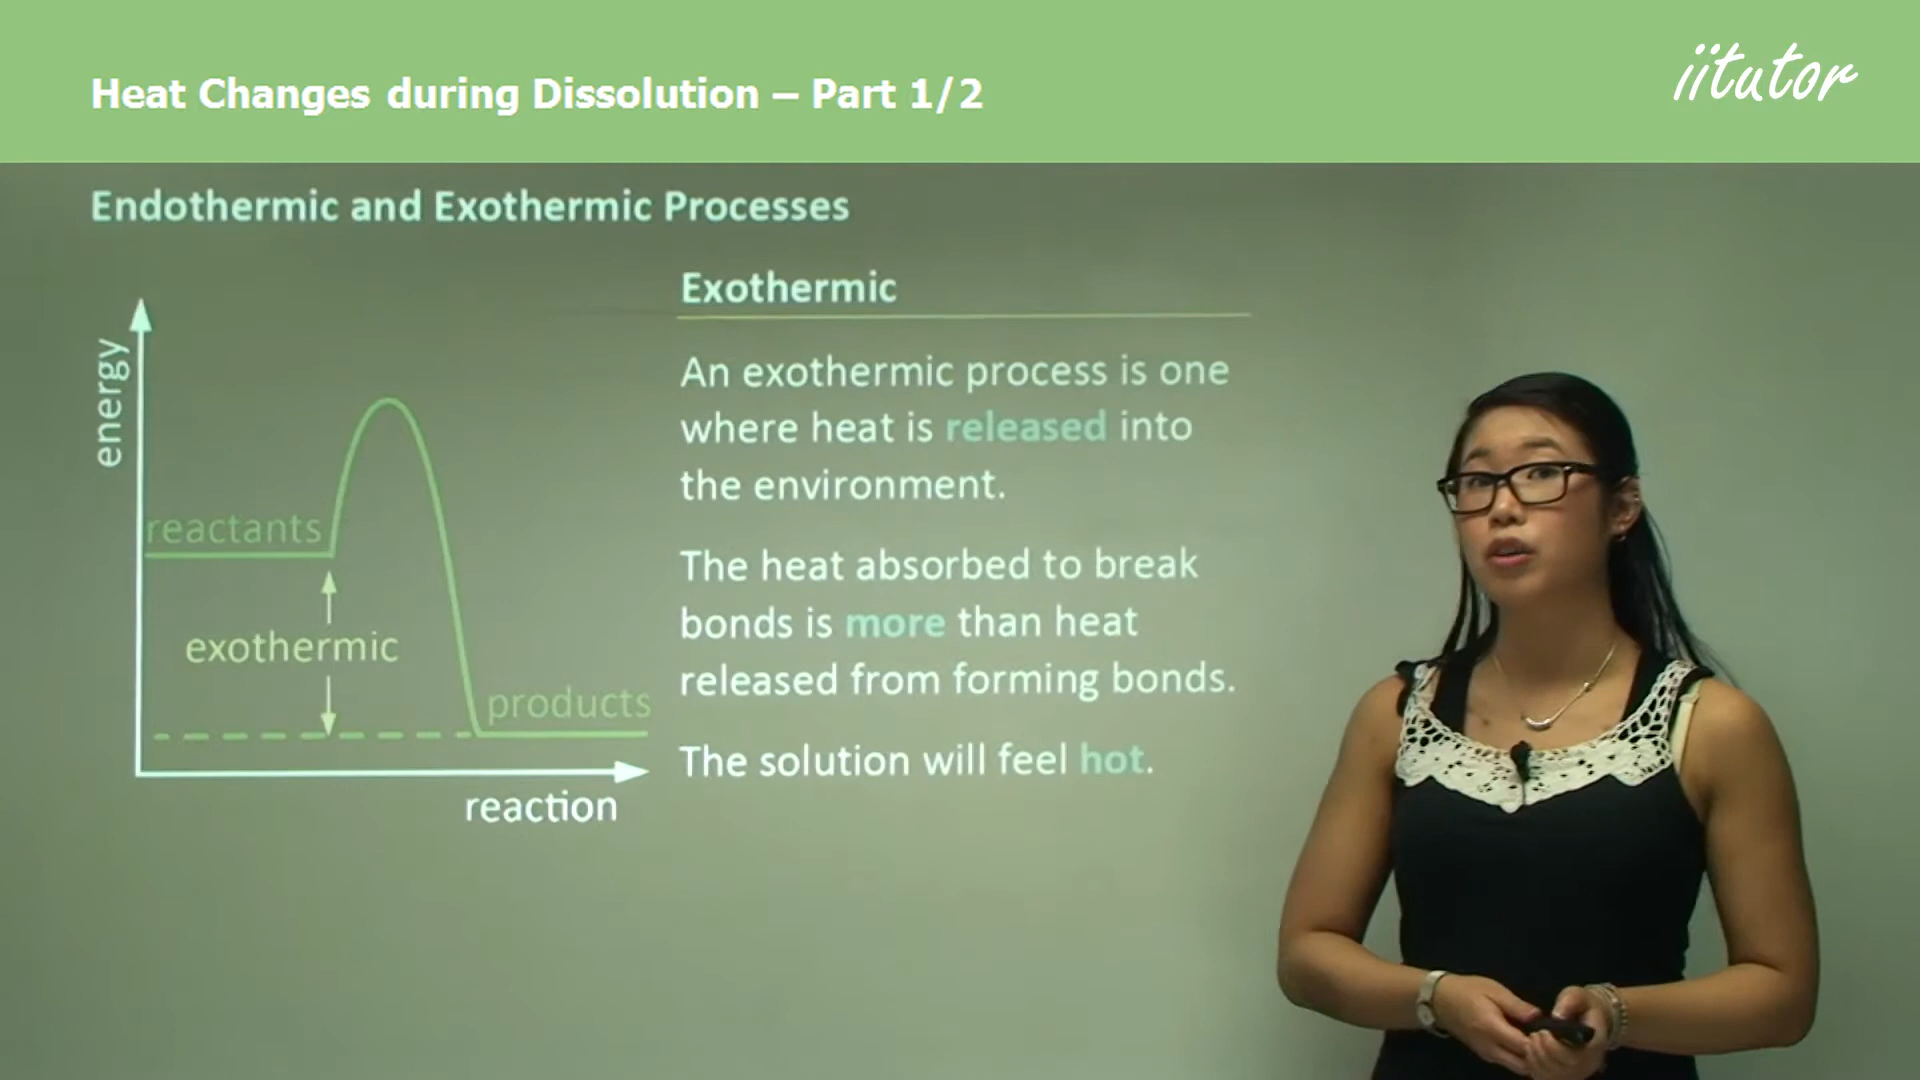 Heat Changes during Dissolution – Part 1/2
iitutor
Endothermic and Exothermic Processes
energy
reactants
exothermic
products
reaction
Exothermic
An exothermic process is one
where heat is released into
the environment.
The heat absorbed to break
bonds is more than heat
released from forming bonds.
The solution will feel hot.